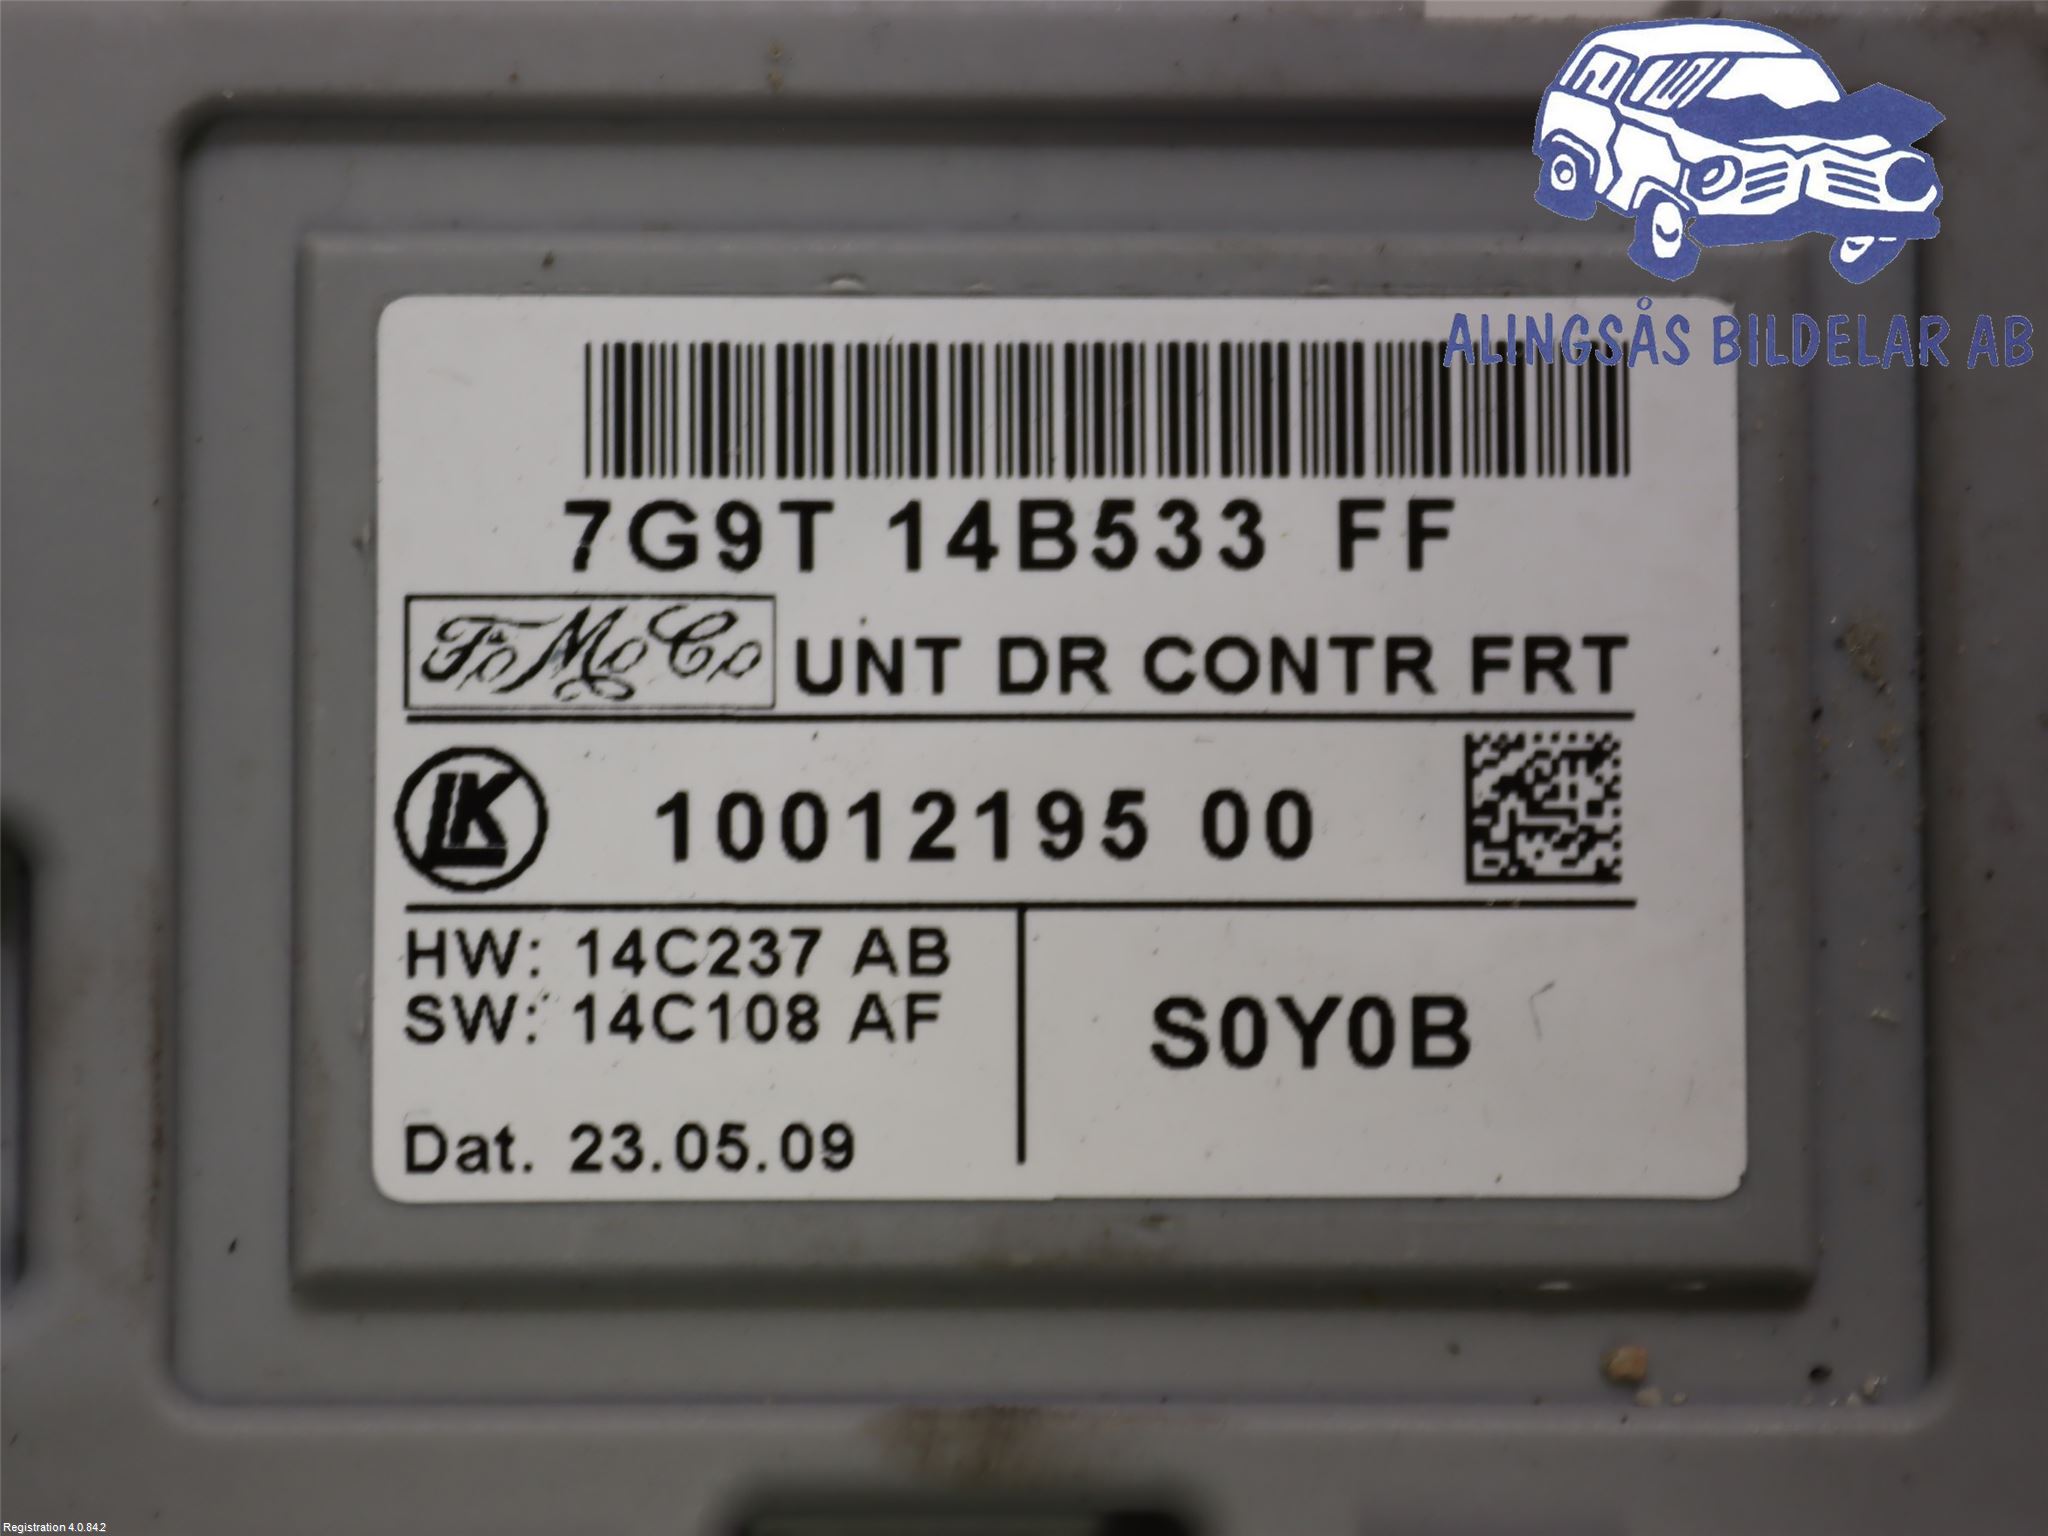 ALINGSÅS BILDELAR AB
7G9T 14B533 FF
FoMoCo UNT DR CONTR FRT
LK 10012195 00
HW: 14C237 AB
SW: 14C108 AF
S0Y0B
Dat. 23.05.09
Registration 4.0.84.2